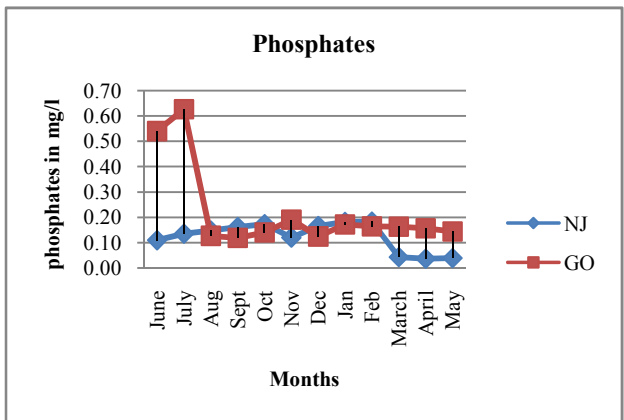 Phosphates
phosphates in mg/l
0.70
0.60
0.50
0.40
0.30
0.20
0.10
0.00
June
July
Aug
Sept
Oct
Nov
Dec
Jan
Feb
March
April
May
Months
NJ
GO